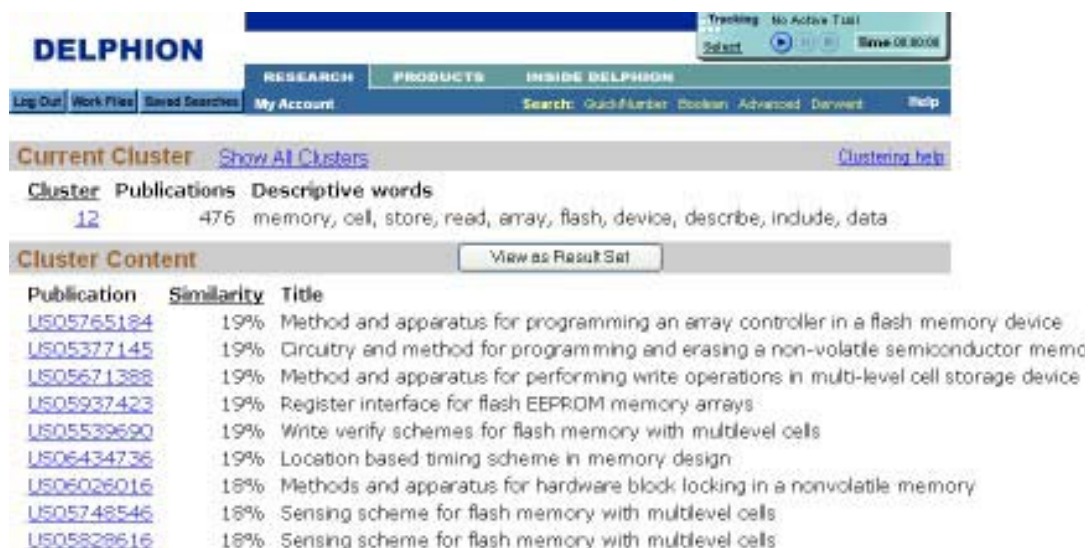 Tracking No Active Trail
DELPHION
Select Time 00:00:00
RESEARCH PRODUCTS INSIDE DELPHION
Log Out Work Files Saved Searches My Account Search: Quick/Number Boolean Advanced Derwent Help
Current Cluster Show All Clusters Clustering help
Cluster Publications Descriptive words
12 476 memory, cell, store, read, array, flash, device, describe, include, data
Cluster Content View as Result Set
Publication Similarity Title
US05765184 19% Method and apparatus for programming an array controller in a flash memory device
US05377145 19% Circuitry and method for programming and erasing a non-volatile semiconductor memo
US05671388 19% Method and apparatus for performing write operations in multi-level cell storage device
US05937423 19% Register interface for flash EEPROM memory arrays
US05539690 19% Write verify schemes for flash memory with multilevel cells
US06434736 19% Location based timing scheme in memory design
US06026016 18% Methods and apparatus for hardware block locking in a nonvolatile memory
US05748546 18% Sensing scheme for flash memory with multilevel cells
US05828616 18% Sensing scheme for flash memory with multilevel cells